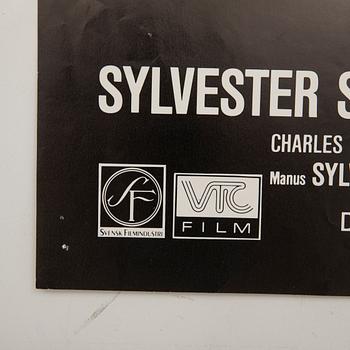 SYLVESTER S
CHARLES
Manus SYL
D
SF
SVENSK FILMINDUSTRI
VTC
FILM